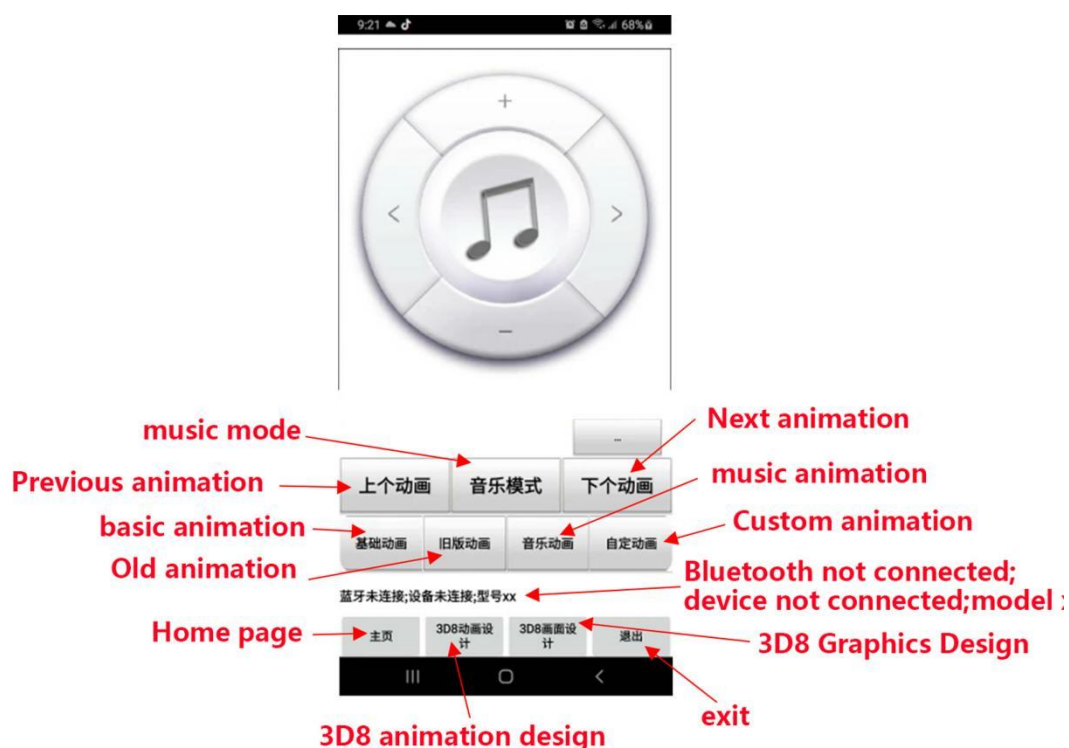 9:21
68%
+
<
>
−
music mode
Next animation
--
Previous animation
上个动画
音乐模式
下个动画
music animation
basic animation
基础动画
旧版动画
音乐动画
自定动画
Custom animation
Old animation
蓝牙未连接;设备未连接;型号xx
Bluetooth not connected;
device not connected;model
Home page
主页
3D8动画设
计
3D8画面设
计
退出
3D8 Graphics Design
3D8 animation design
exit